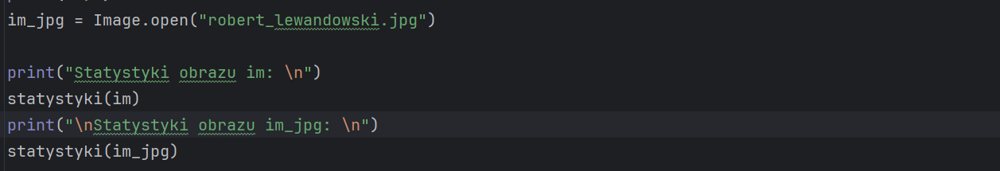 im_jpg = Image.open("robert_lewandowski.jpg")
print("Statystyki obrazu im: \n")
statystyki(im)
print("\nStatystyki obrazu im_jpg: \n")
statystyki(im_jpg)